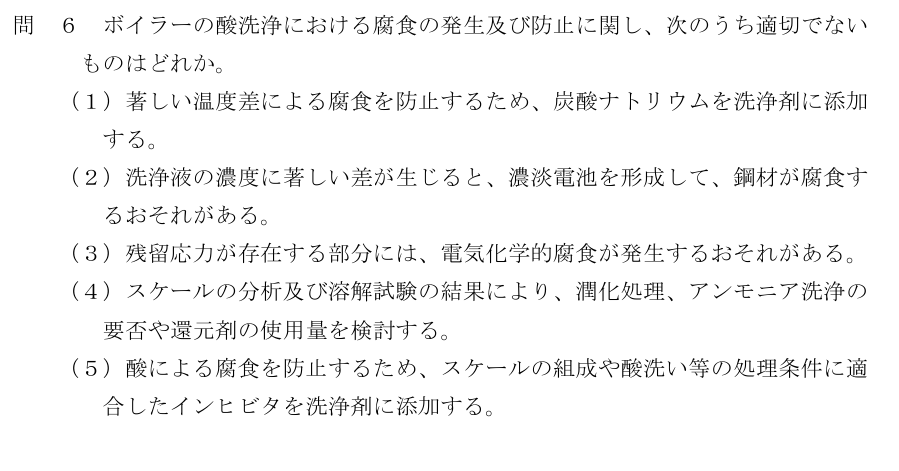 問　６　ボイラーの酸洗浄における腐食の発生及び防止に関し、次のうち適切でない
ものはどれか。
（１）著しい温度差による腐食を防止するため、炭酸ナトリウムを洗浄剤に添加
する。
（２）洗浄液の濃度に著しい差が生じると、濃淡電池を形成して、鋼材が腐食す
るおそれがある。
（３）残留応力が存在する部分には、電気化学的腐食が発生するおそれがある。
（４）スケールの分析及び溶解試験の結果により、潤化処理、アンモニア洗浄の
要否や還元剤の使用量を検討する。
（５）酸による腐食を防止するため、スケールの組成や酸洗い等の処理条件に適
合したインヒビタを洗浄剤に添加する。